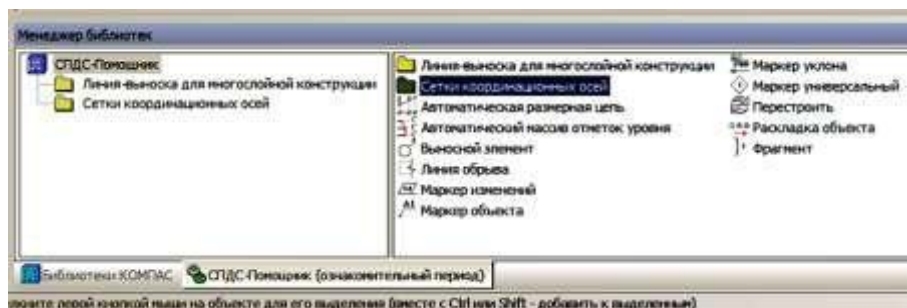 Менеджер библиотек
СПДС-Помощник
Линия-выноска для многослойной конструкции
Сетки координационных осей
Линия-выноска для многослойной конструкции
Сетки координационных осей
Автоматическая размерная цепь
Автоматический массив отметок уровня
Выносной элемент
Линия обрыва
Маркер изменений
Маркер объекта
Маркер уклона
Маркер универсальный
Перестроить
Раскладка объекта
Фрагмент
Библиотеки КОМПАС
СПДС-Помощник (ознакомительный период)
левой кнопкой мыши на объекте для его выделения (вместе с Ctrl или Shift - добавить к выделенным)